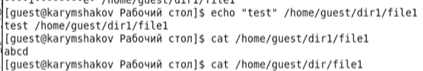 [guest@karymshakov Рабочий стол]$ echo "test" /home/guest/dir1/file1
test /home/guest/dir1/file1
[guest@karymshakov Рабочий стол]$ cat /home/guest/dir1/file1
abcd
[guest@karymshakov Рабочий стол]$ cat /home/guest/dir/file1